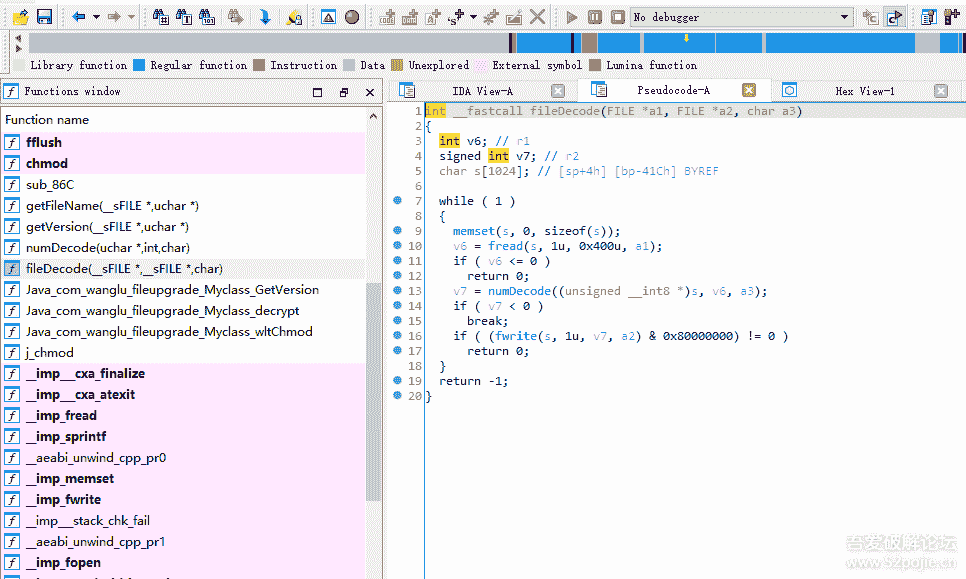 No debugger
Library function Regular function Instruction Data Unexplored External symbol Lumina function
Functions window
IDA View-A
Pseudocode-A
Hex View-1
Function name
fflush
chmod
sub_86C
getFileName(__sFILE *,uchar *)
getVersion(__sFILE *,uchar *)
numDecode(uchar *,int,char)
fileDecode(__sFILE *,__sFILE *,char)
Java_com_wanglu_fileupgrade_Myclass_GetVersion
Java_com_wanglu_fileupgrade_Myclass_decrypt
Java_com_wanglu_fileupgrade_Myclass_wltChmod
j_chmod
__imp___cxa_finalize
__imp___cxa_atexit
__imp_fread
__imp_sprintf
__aeabi_unwind_cpp_pr0
__imp_memset
__imp_fwrite
__imp___stack_chk_fail
__aeabi_unwind_cpp_pr1
__imp_fopen
1 int __fastcall fileDecode(FILE *a1, FILE *a2, char a3)
2 {
3 int v6; // r1
4 signed int v7; // r2
5 char s[1024]; // [sp+4h] [bp-41Ch] BYREF
6
7 while ( 1 )
8 {
9 memset(s, 0, sizeof(s));
10 v6 = fread(s, 1u, 0x400u, a1);
11 if ( v6 <= 0 )
12 return 0;
13 v7 = numDecode((unsigned __int8 *)s, v6, a3);
14 if ( v7 < 0 )
15 break;
16 if ( (fwrite(s, 1u, v7, a2) & 0x80000000) != 0 )
17 return 0;
18 }
19 return -1;
20 }
吾爱破解论坛
www.52pojie.cn